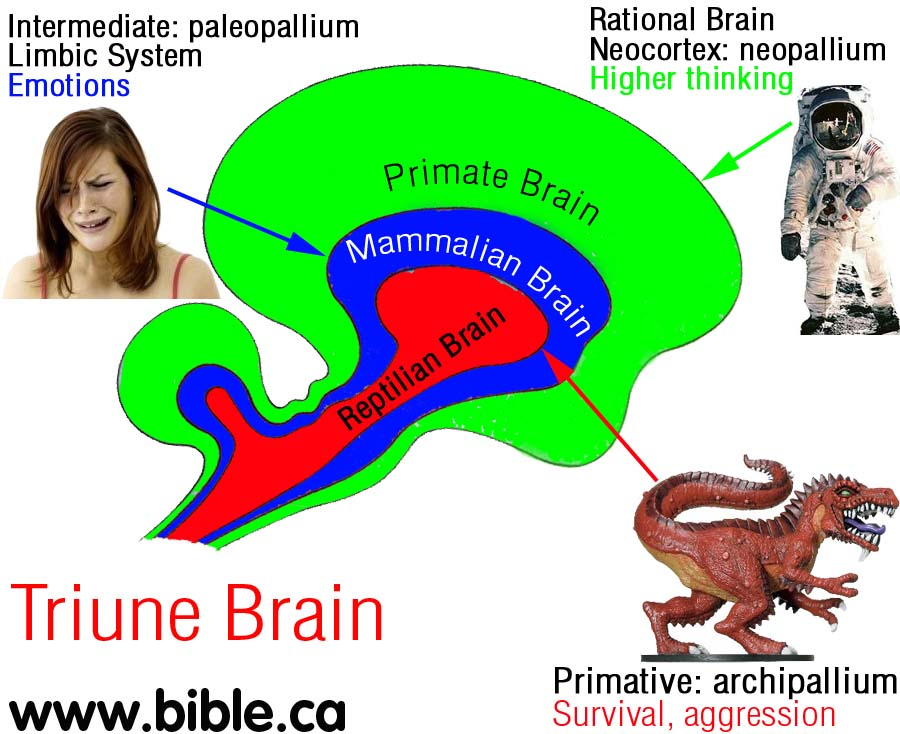 Intermediate: paleopallium
Limbic System
Emotions
Rational Brain
Neocortex: neopallium
Higher thinking
Primate Brain
Mammalian Brain
Reptilian Brain
Triune Brain
www.bible.ca
Primative: archipallium
Survival, aggression